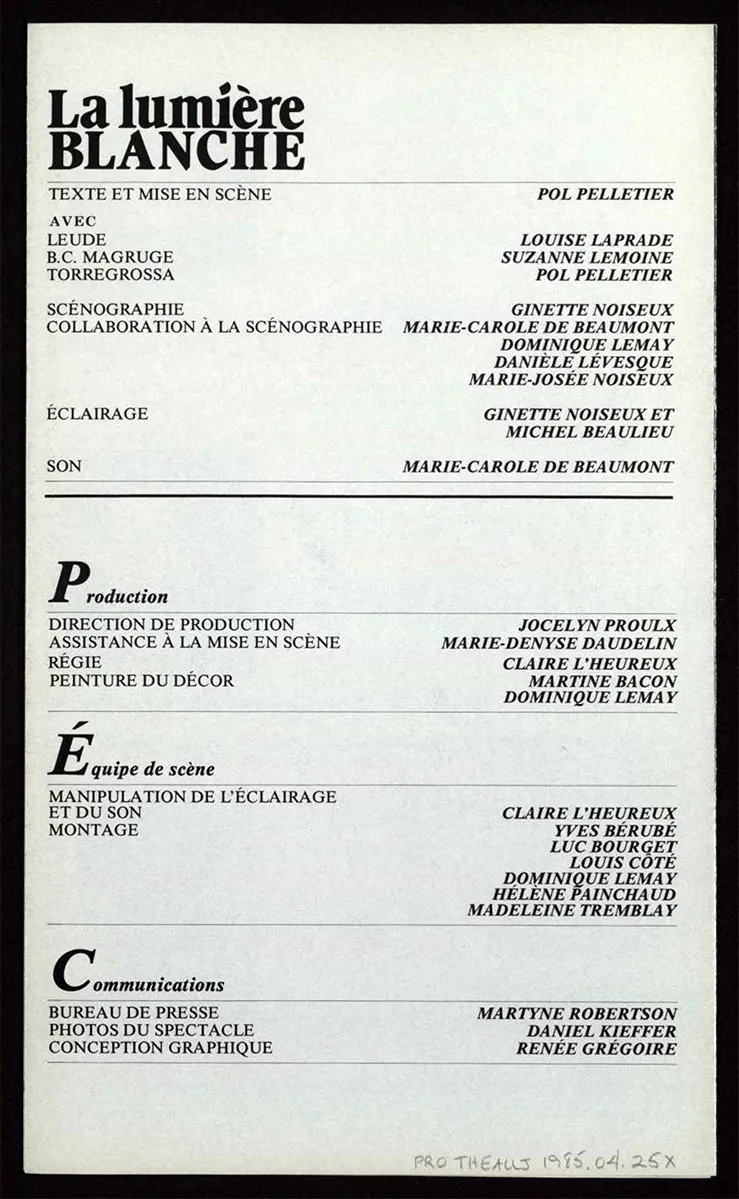 La lumière
BLANCHE
TEXTE ET MISE EN SCÈNE POL PELLETIER
AVEC
LEUDE LOUISE LAPRADE
B.C. MAGRUGE SUZANNE LEMOINE
TORREGROSSA POL PELLETIER
SCÉNOGRAPHIE GINETTE NOISEUX
COLLABORATION À LA SCÉNOGRAPHIE MARIE-CAROLE DE BEAUMONT
DOMINIQUE LEMAY
DANIÈLE LÉVESQUE
MARIE-JOSÉE NOISEUX
ÉCLAIRAGE GINETTE NOISEUX ET
MICHEL BEAULIEU
SON MARIE-CAROLE DE BEAUMONT
Production
DIRECTION DE PRODUCTION JOCELYN PROULX
ASSISTANCE À LA MISE EN SCÈNE MARIE-DENYSE DAUDELIN
RÉGIE CLAIRE L'HEUREUX
PEINTURE DU DÉCOR MARTINE BACON
DOMINIQUE LEMAY
Équipe de scène
MANIPULATION DE L'ÉCLAIRAGE
ET DU SON CLAIRE L'HEUREUX
MONTAGE YVES BÉRUBÉ
LUC BOURGET
LOUIS CÔTÉ
DOMINIQUE LEMAY
HÉLÈNE PAINCHAUD
MADELEINE TREMBLAY
Communications
BUREAU DE PRESSE MARTYNE ROBERTSON
PHOTOS DU SPECTACLE DANIEL KIEFFER
CONCEPTION GRAPHIQUE RENÉE GRÉGOIRE
PRO 1985.04.25X